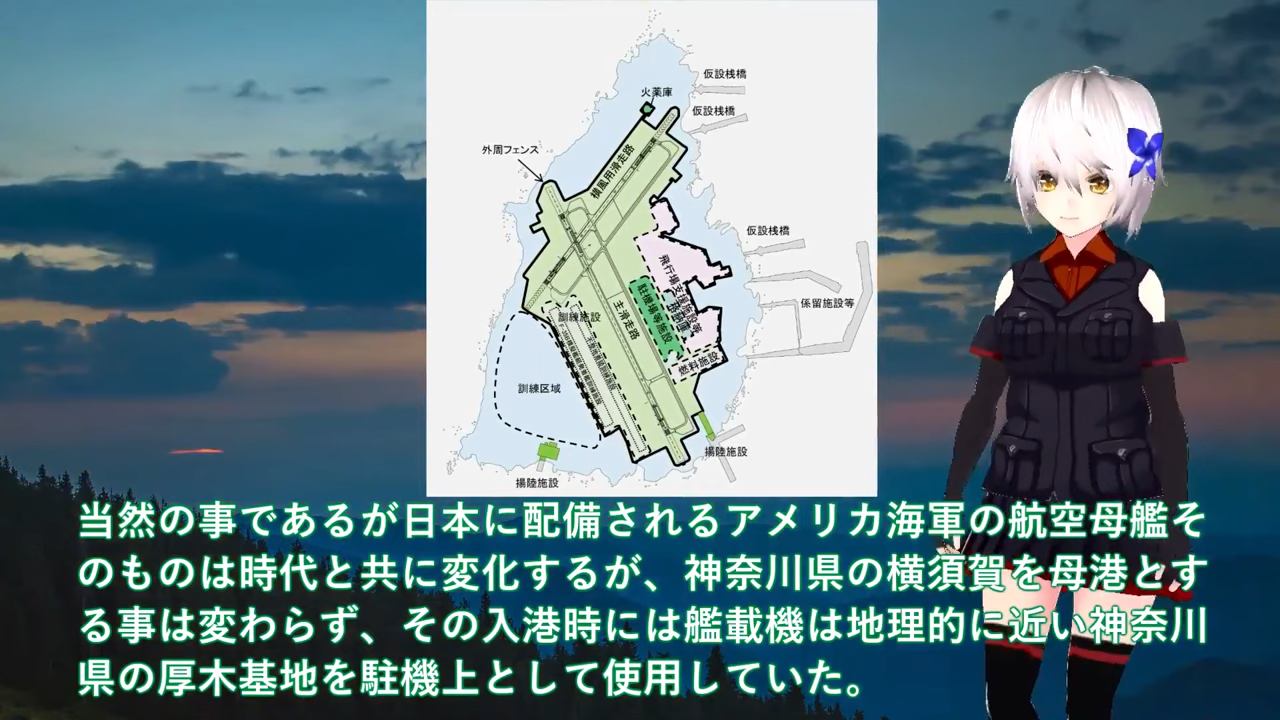 仮設桟橋
火薬庫
仮設桟橋
外周フェンス
横風用滑走路
仮設桟橋
係留施設等
主滑走路
駐機場等施設
訓練施設
燃料施設
訓練区域
揚陸施設
揚陸施設
当然の事であるが日本に配備されるアメリカ海軍の航空母艦そ
のものは時代と共に変化するが、神奈川県の横須賀を母港とす
る事は変わらず、その入港時には艦載機は地理的に近い神奈川
県の厚木基地を駐機上として使用していた。